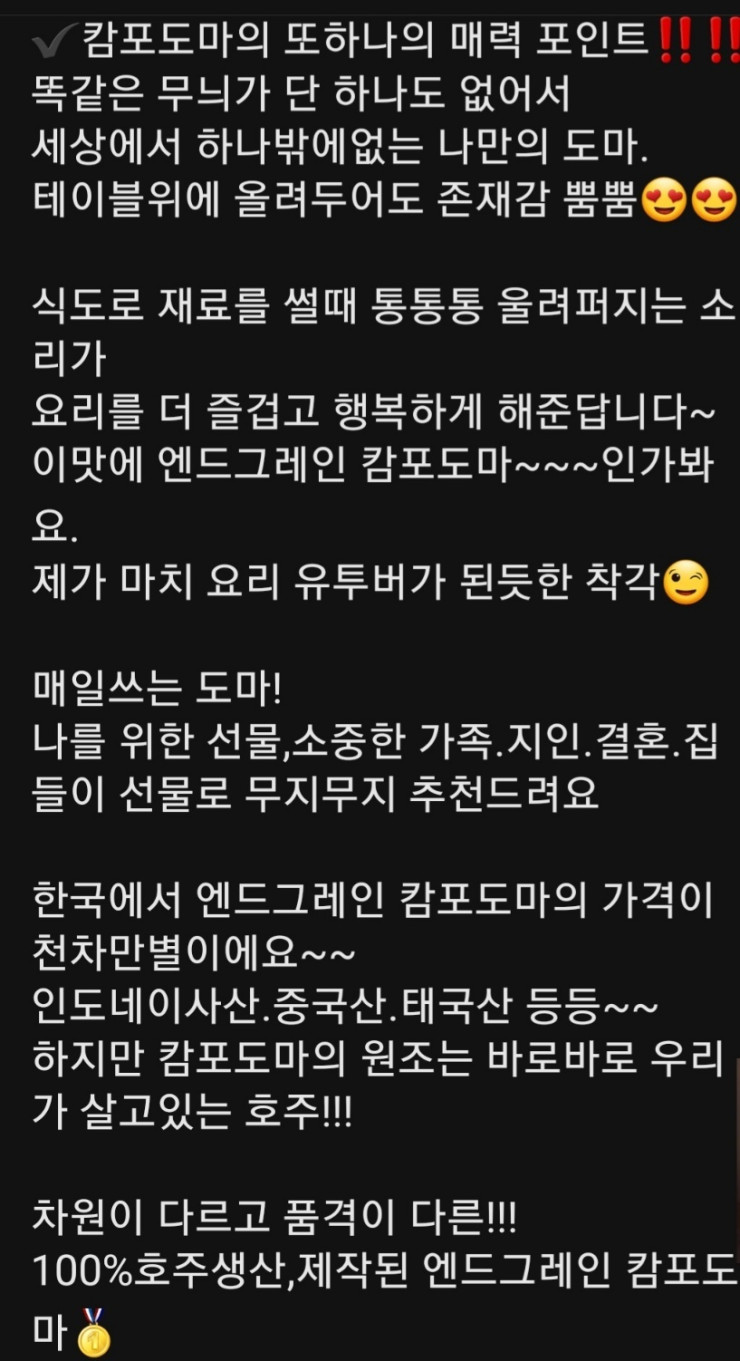 ✔캄포도마의 또하나의 매력 포인트‼️‼️
똑같은 무늬가 단 하나도 없어서
세상에서 하나밖에없는 나만의 도마.
테이블위에 올려두어도 존재감 뿜뿜😍😍
식도로 재료를 썰때 통통통 울려퍼지는 소
리가
요리를 더 즐겁고 행복하게 해준답니다~
이맛에 엔드그레인 캄포도마~~~인가봐
요.
제가 마치 요리 유투버가 된듯한 착각😉
매일쓰는 도마!
나를 위한 선물,소중한 가족.지인.결혼.집
들이 선물로 무지무지 추천드려요
한국에서 엔드그레인 캄포도마의 가격이
천차만별이에요~~
인도네이사산.중국산.태국산 등등~~
하지만 캄포도마의 원조는 바로바로 우리
가 살고있는 호주!!!
차원이 다르고 품격이 다른!!!
100%호주생산,제작된 엔드그레인 캄포도
마🥇